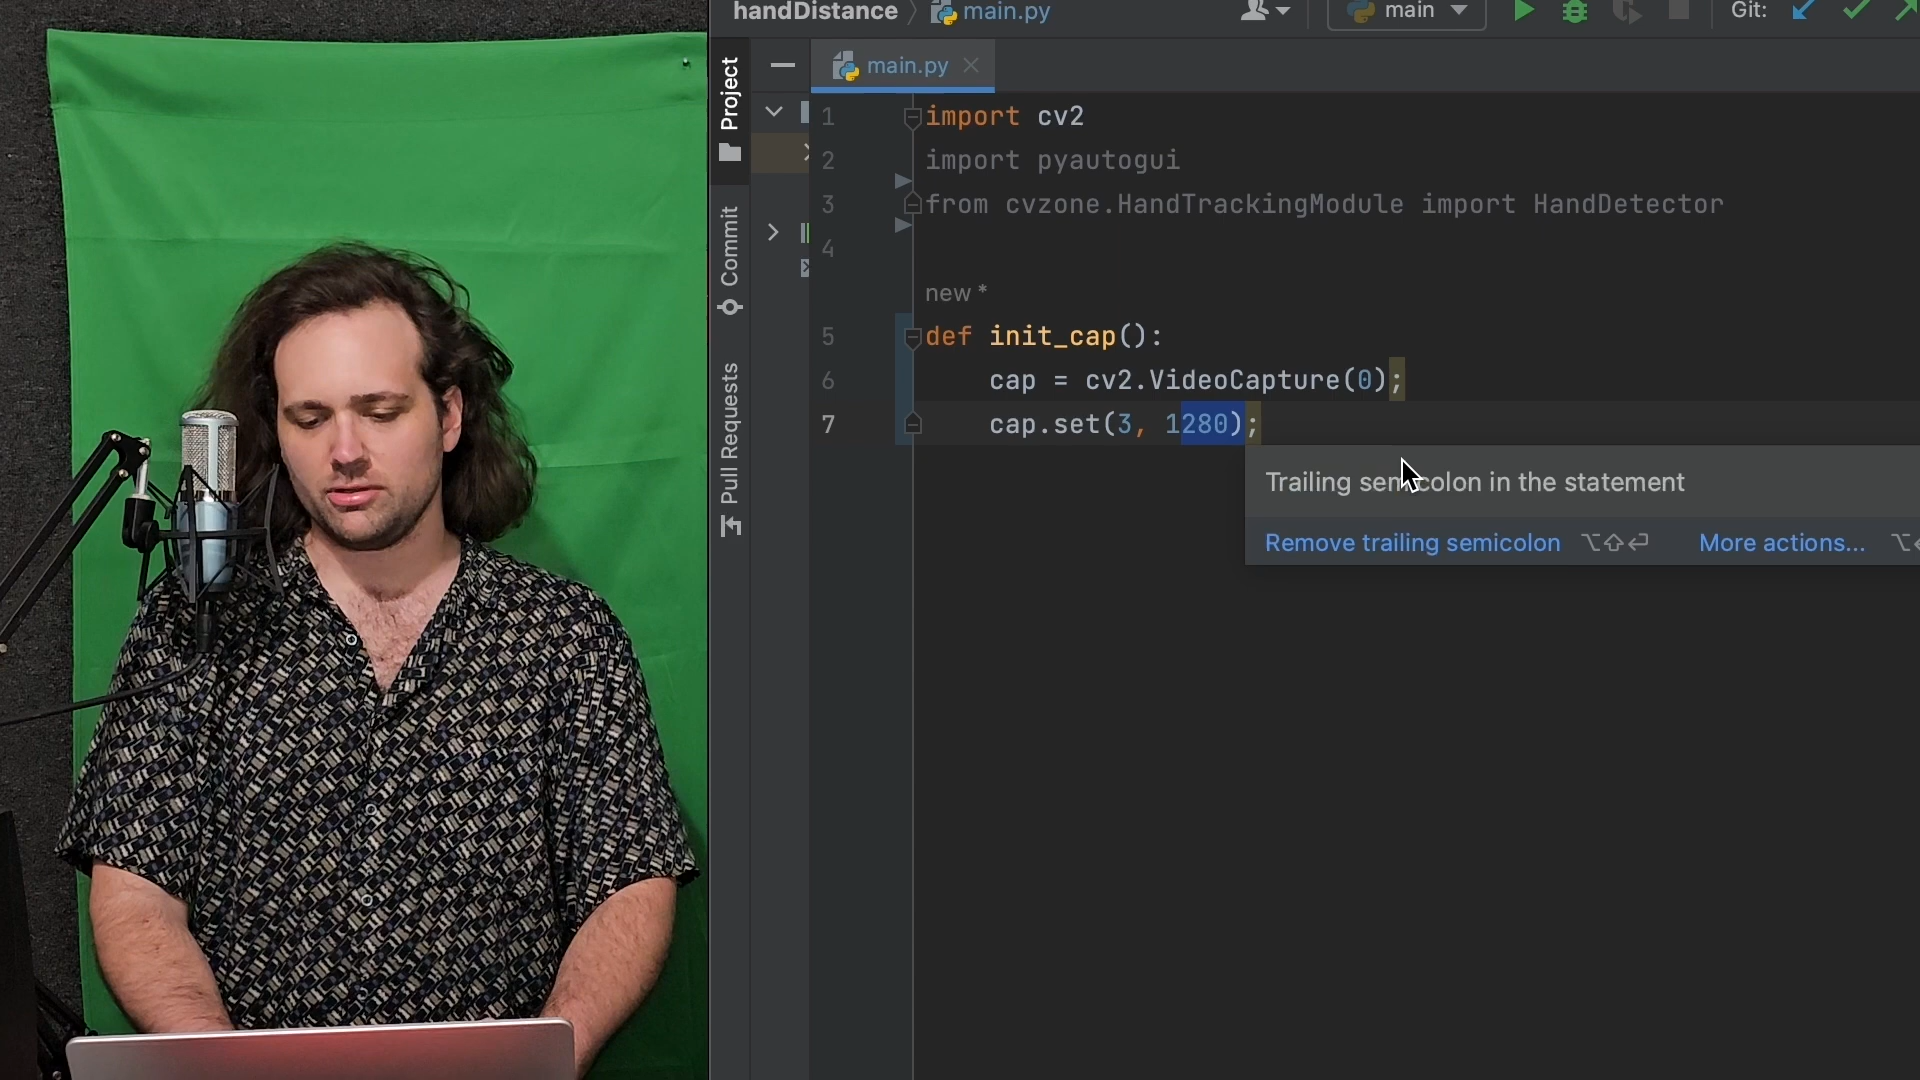 handDistance
main.py
main
Git:
Project
Commit
Pull Requests
main.py
1 import cv2
2 import pyautogui
3 from cvzone.HandTrackingModule import HandDetector
4
new *
5 def init_cap():
6 cap = cv2.VideoCapture(0);
7 cap.set(3, 1280);
Trailing semicolon in the statement
Remove trailing semicolon ⌥⇧⏎ More actions...